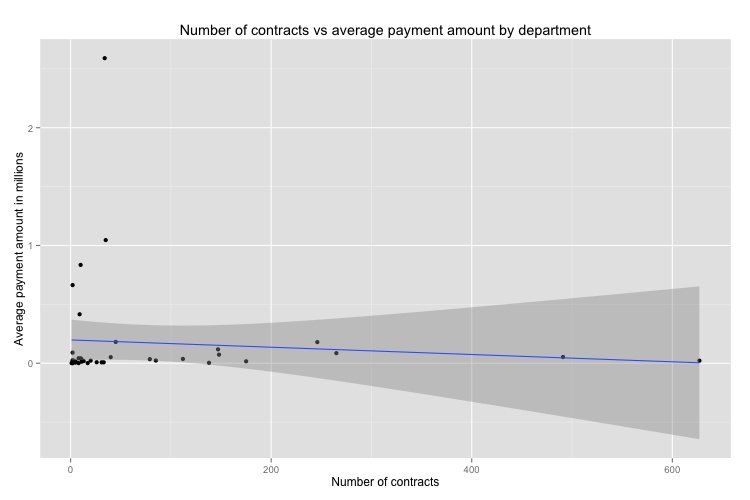 Number of contracts vs average payment amount by department
Average payment amount in millions
2
1
0
0 200 400 600
Number of contracts